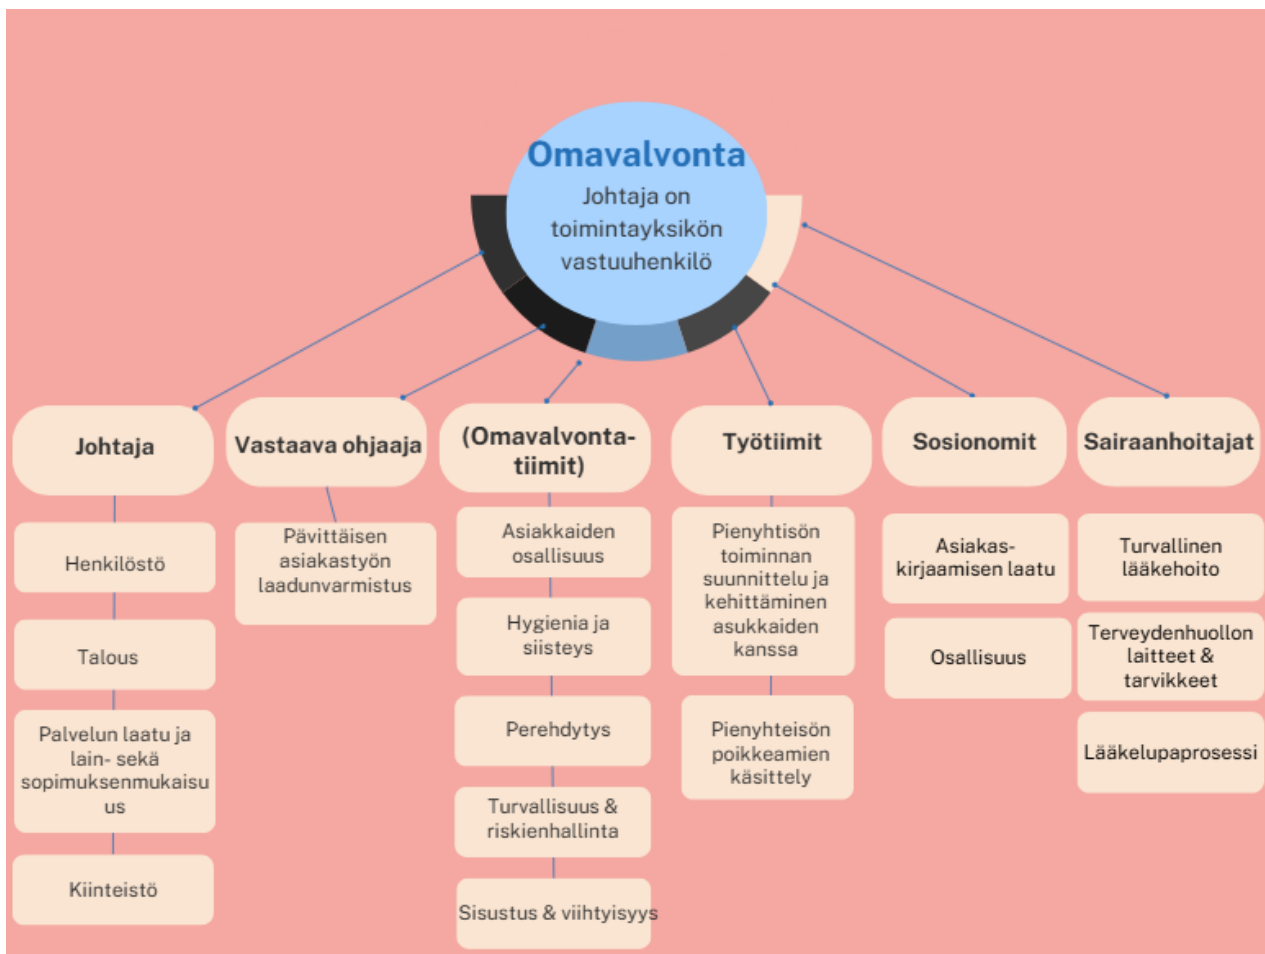 Omavalvonta
Johtaja on
toimintayksikön
vastuuhenkilö
Johtaja
Henkilöstö
Talous
Palvelun laatu ja
lain- sekä
sopimuksenmukaisu
us
Kiinteistö
Vastaava ohjaaja
Pävittäisen
asiakastyön
laadunvarmistus
(Omavalvonta-
tiimit)
Asiakkaiden
osallisuus
Hygienia ja
siisteys
Perehdytys
Turvallisuus &
riskienhallinta
Sisustus & viihtyisyys
Työtiimit
Pienyhtisön
toiminnan
suunnittelu ja
kehittäminen
asukkaiden
kanssa
Pienyhteisön
poikkeamien
käsittely
Sosionomit
Asiakas-
kirjaamisen laatu
Osallisuus
Sairaanhoitajat
Turvallinen
lääkehoito
Terveydenhuollon
laitteet &
tarvikkeet
Lääkelupaprosessi